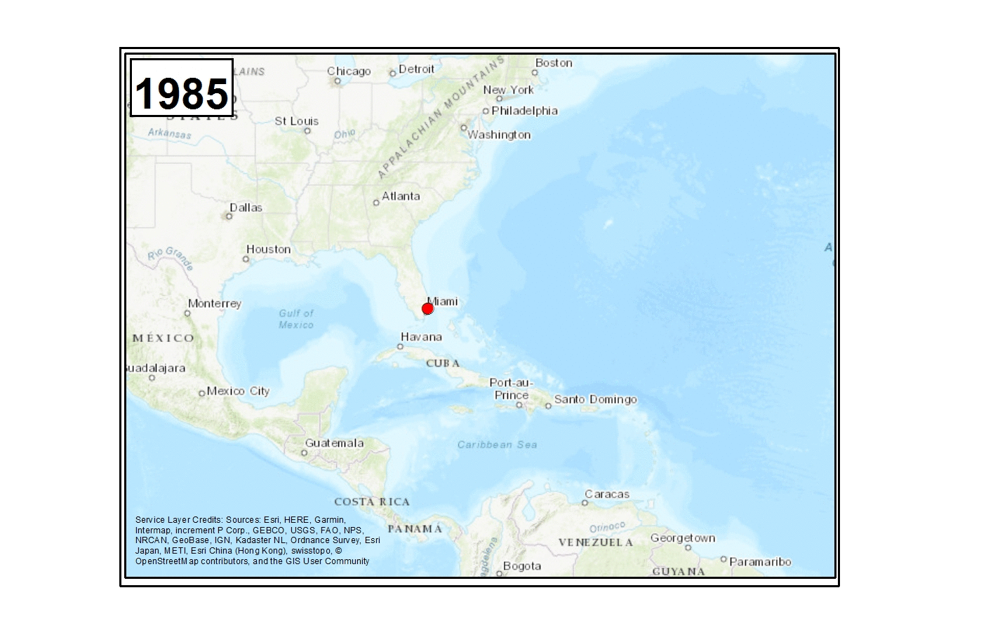 1985
LAINS
STATES
Chicago
Detroit
Boston
New York
Philadelphia
Washington
APPALACHIAN MOUNTAINS
St Louis
Ohio
Arkansas
Atlanta
Dallas
Houston
Rio Grande
Monterrey
Miami
Gulf of
Mexico
MÉXICO
Havana
CUBA
uadalajara
Mexico City
Port-au-
Prince
Santo Domingo
Guatemala
Caribbean Sea
COSTA RICA
PANAMÁ
Caracas
Orinoco
VENEZUELA
Georgetown
Paramaribo
GUYANA
Bogota
agdalena
A
Service Layer Credits: Sources: Esri, HERE, Garmin,
Intermap, increment P Corp., GEBCO, USGS, FAO, NPS,
NRCAN, GeoBase, IGN, Kadaster NL, Ordnance Survey, Esri
Japan, METI, Esri China (Hong Kong), swisstopo, ©
OpenStreetMap contributors, and the GIS User Community